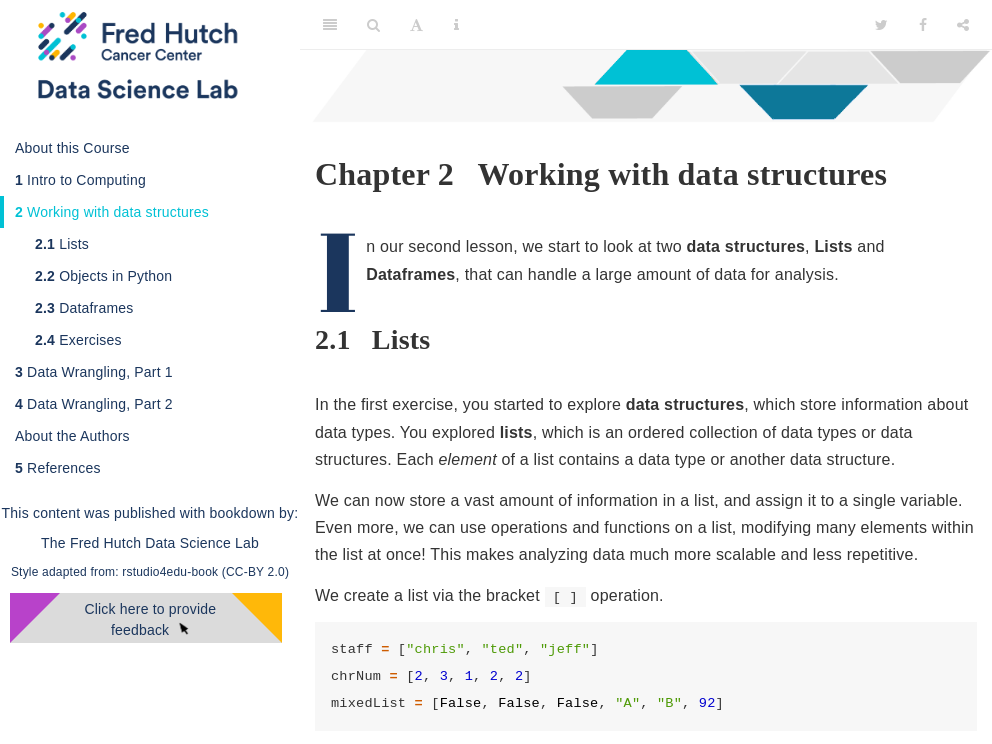 Fred Hutch
Cancer Center
Data Science Lab
About this Course
1 Intro to Computing
2 Working with data structures
2.1 Lists
2.2 Objects in Python
2.3 Dataframes
2.4 Exercises
3 Data Wrangling, Part 1
4 Data Wrangling, Part 2
About the Authors
5 References
This content was published with bookdown by:
The Fred Hutch Data Science Lab
Style adapted from: rstudio4edu-book (CC-BY 2.0)
Click here to provide
feedback
A
Chapter 2 Working with data structures
In our second lesson, we start to look at two data structures, Lists and
Dataframes, that can handle a large amount of data for analysis.
2.1 Lists
In the first exercise, you started to explore data structures, which store information about
data types. You explored lists, which is an ordered collection of data types or data
structures. Each element of a list contains a data type or another data structure.
We can now store a vast amount of information in a list, and assign it to a single variable.
Even more, we can use operations and functions on a list, modifying many elements within
the list at once! This makes analyzing data much more scalable and less repetitive.
We create a list via the bracket [ ] operation.
staff = ["chris", "ted", "jeff"]
chrNum = [2, 3, 1, 2, 2]
mixedList = [False, False, False, "A", "B", 92]